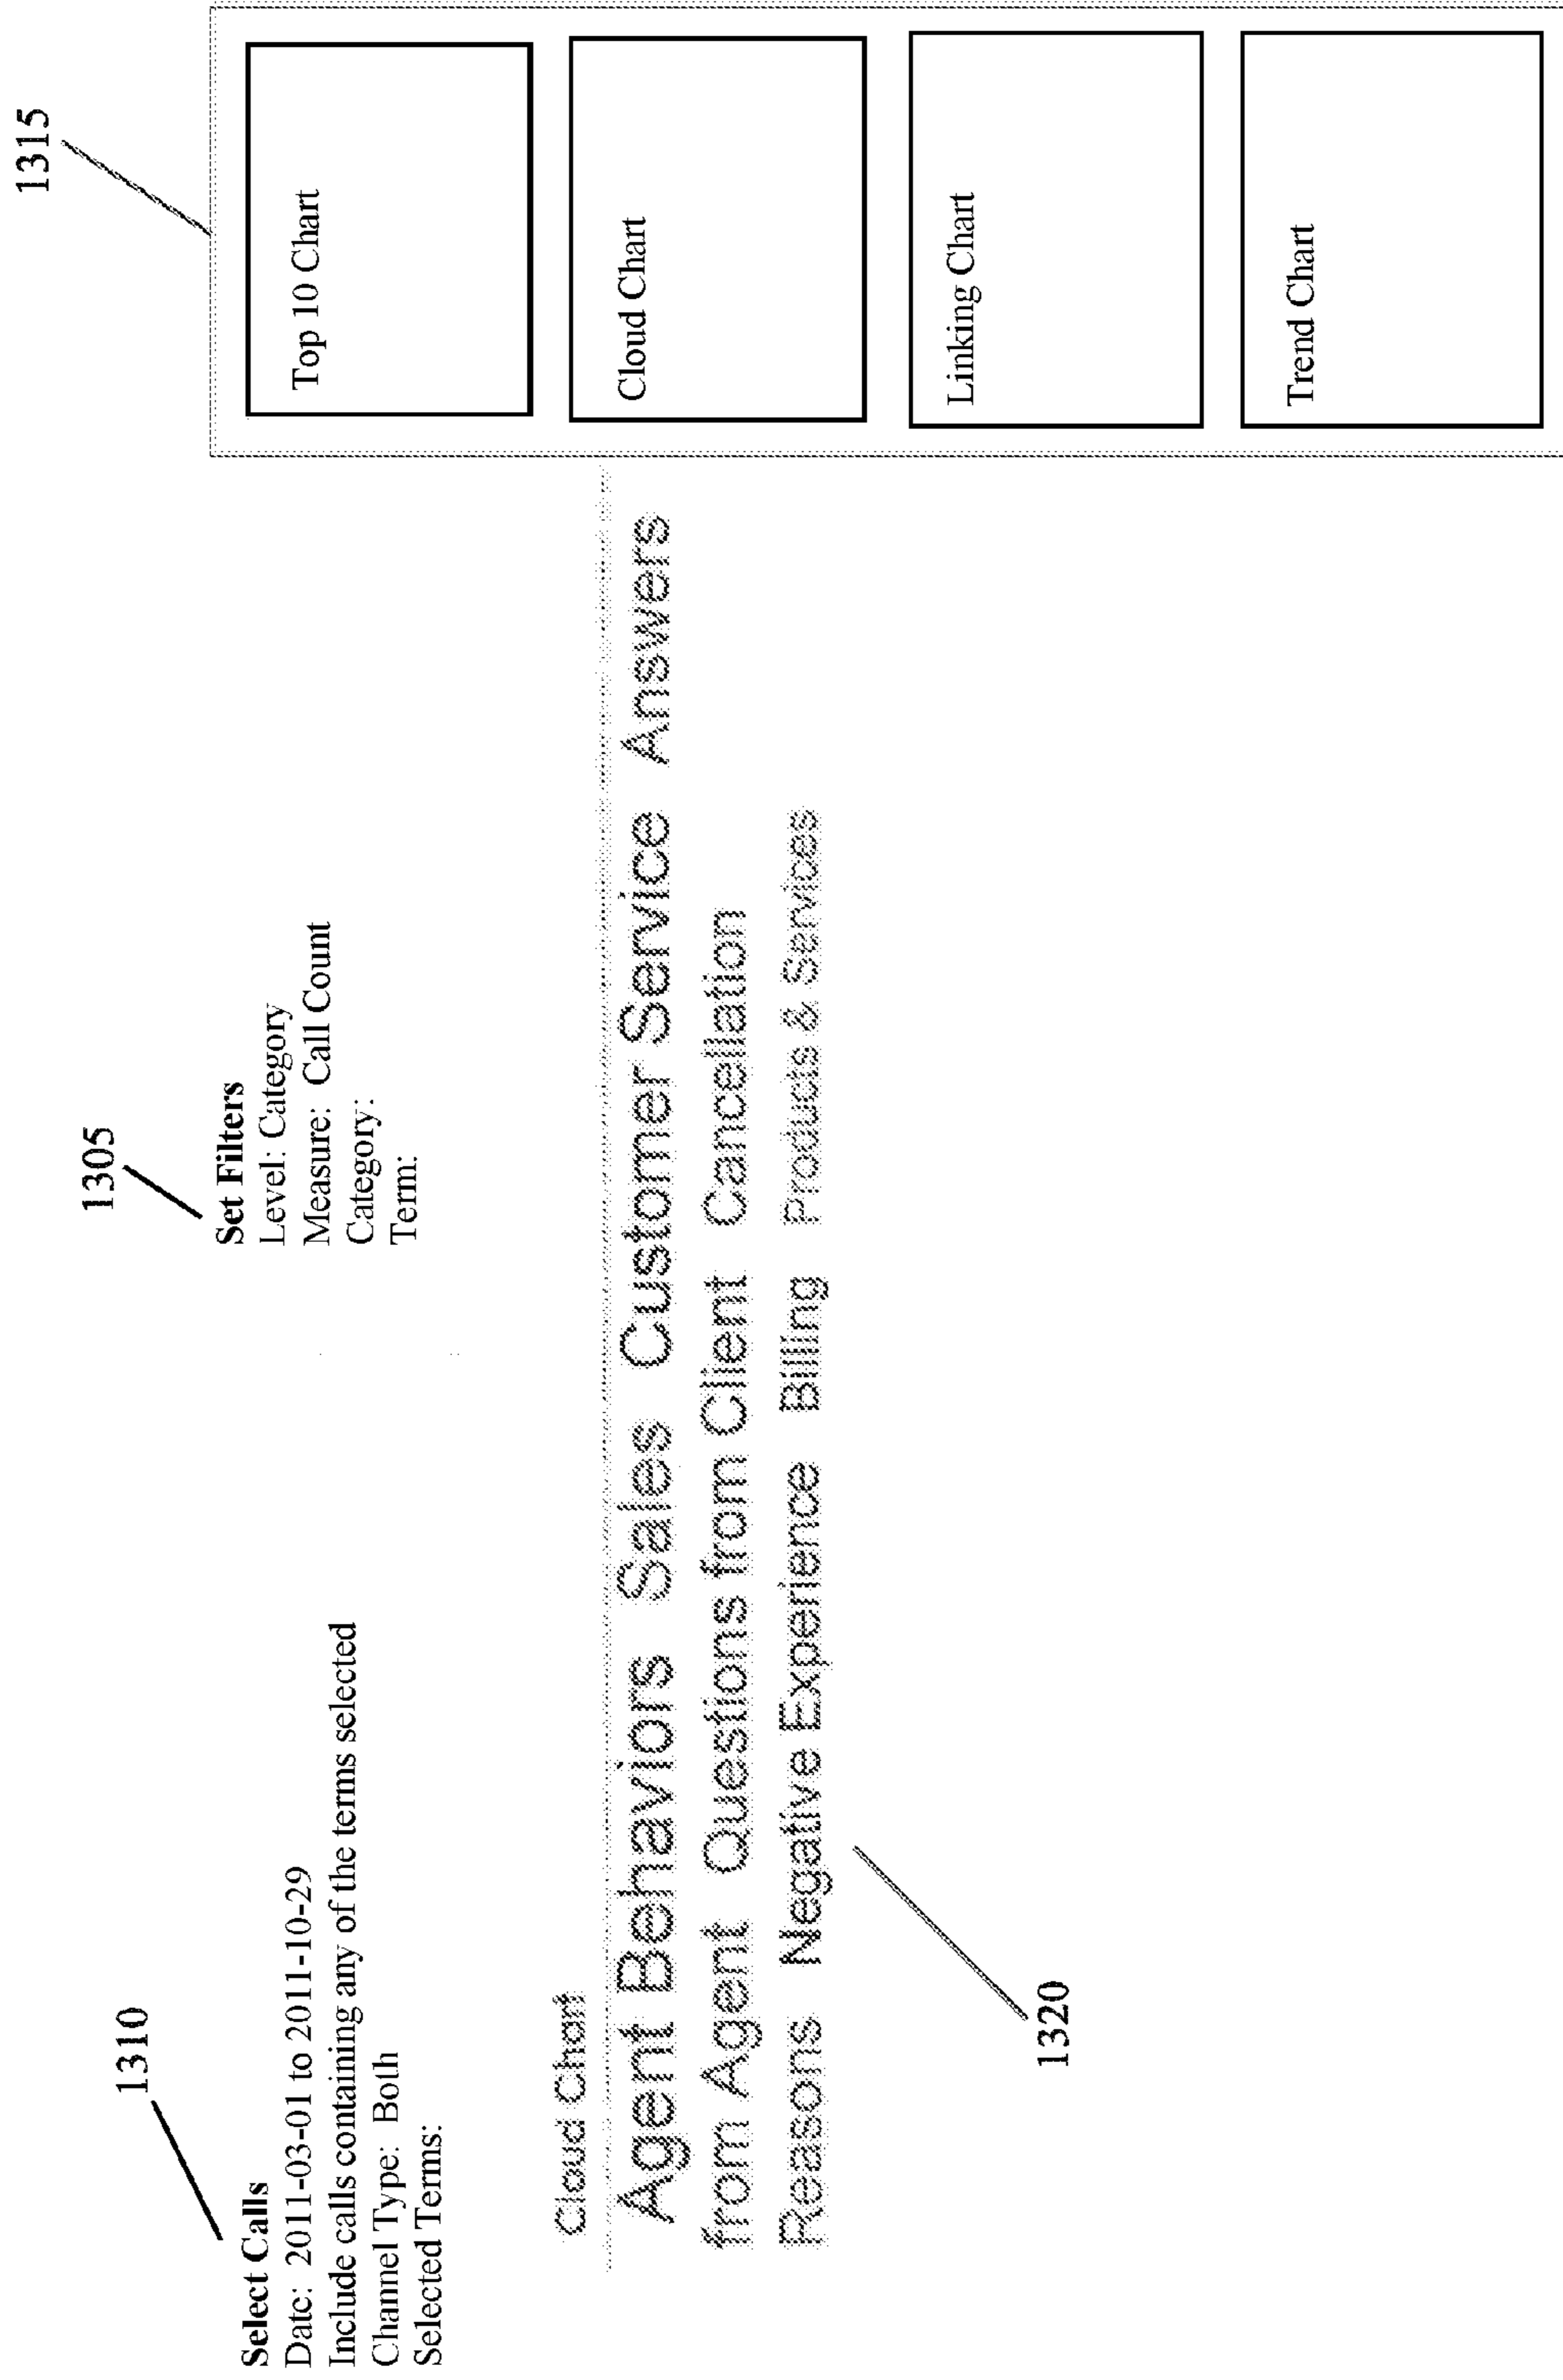 1310
Select Calls
Date: 2011-03-01 to 2011-10-29
Include calls containing any of the terms selected
Channel Type: Both
Selected Terms:
1305
Set Filters
Level: Category
Measure: Call Count
Category:
Term:
1315
Top 10 Chart
Cloud Chart
Linking Chart
Trend Chart
Cloud Chart
Agent Behaviors Sales Customer Service Answers
from Agent Questions from Client Cancellation
Reasons Negative Experience Billing Products & Services
1320